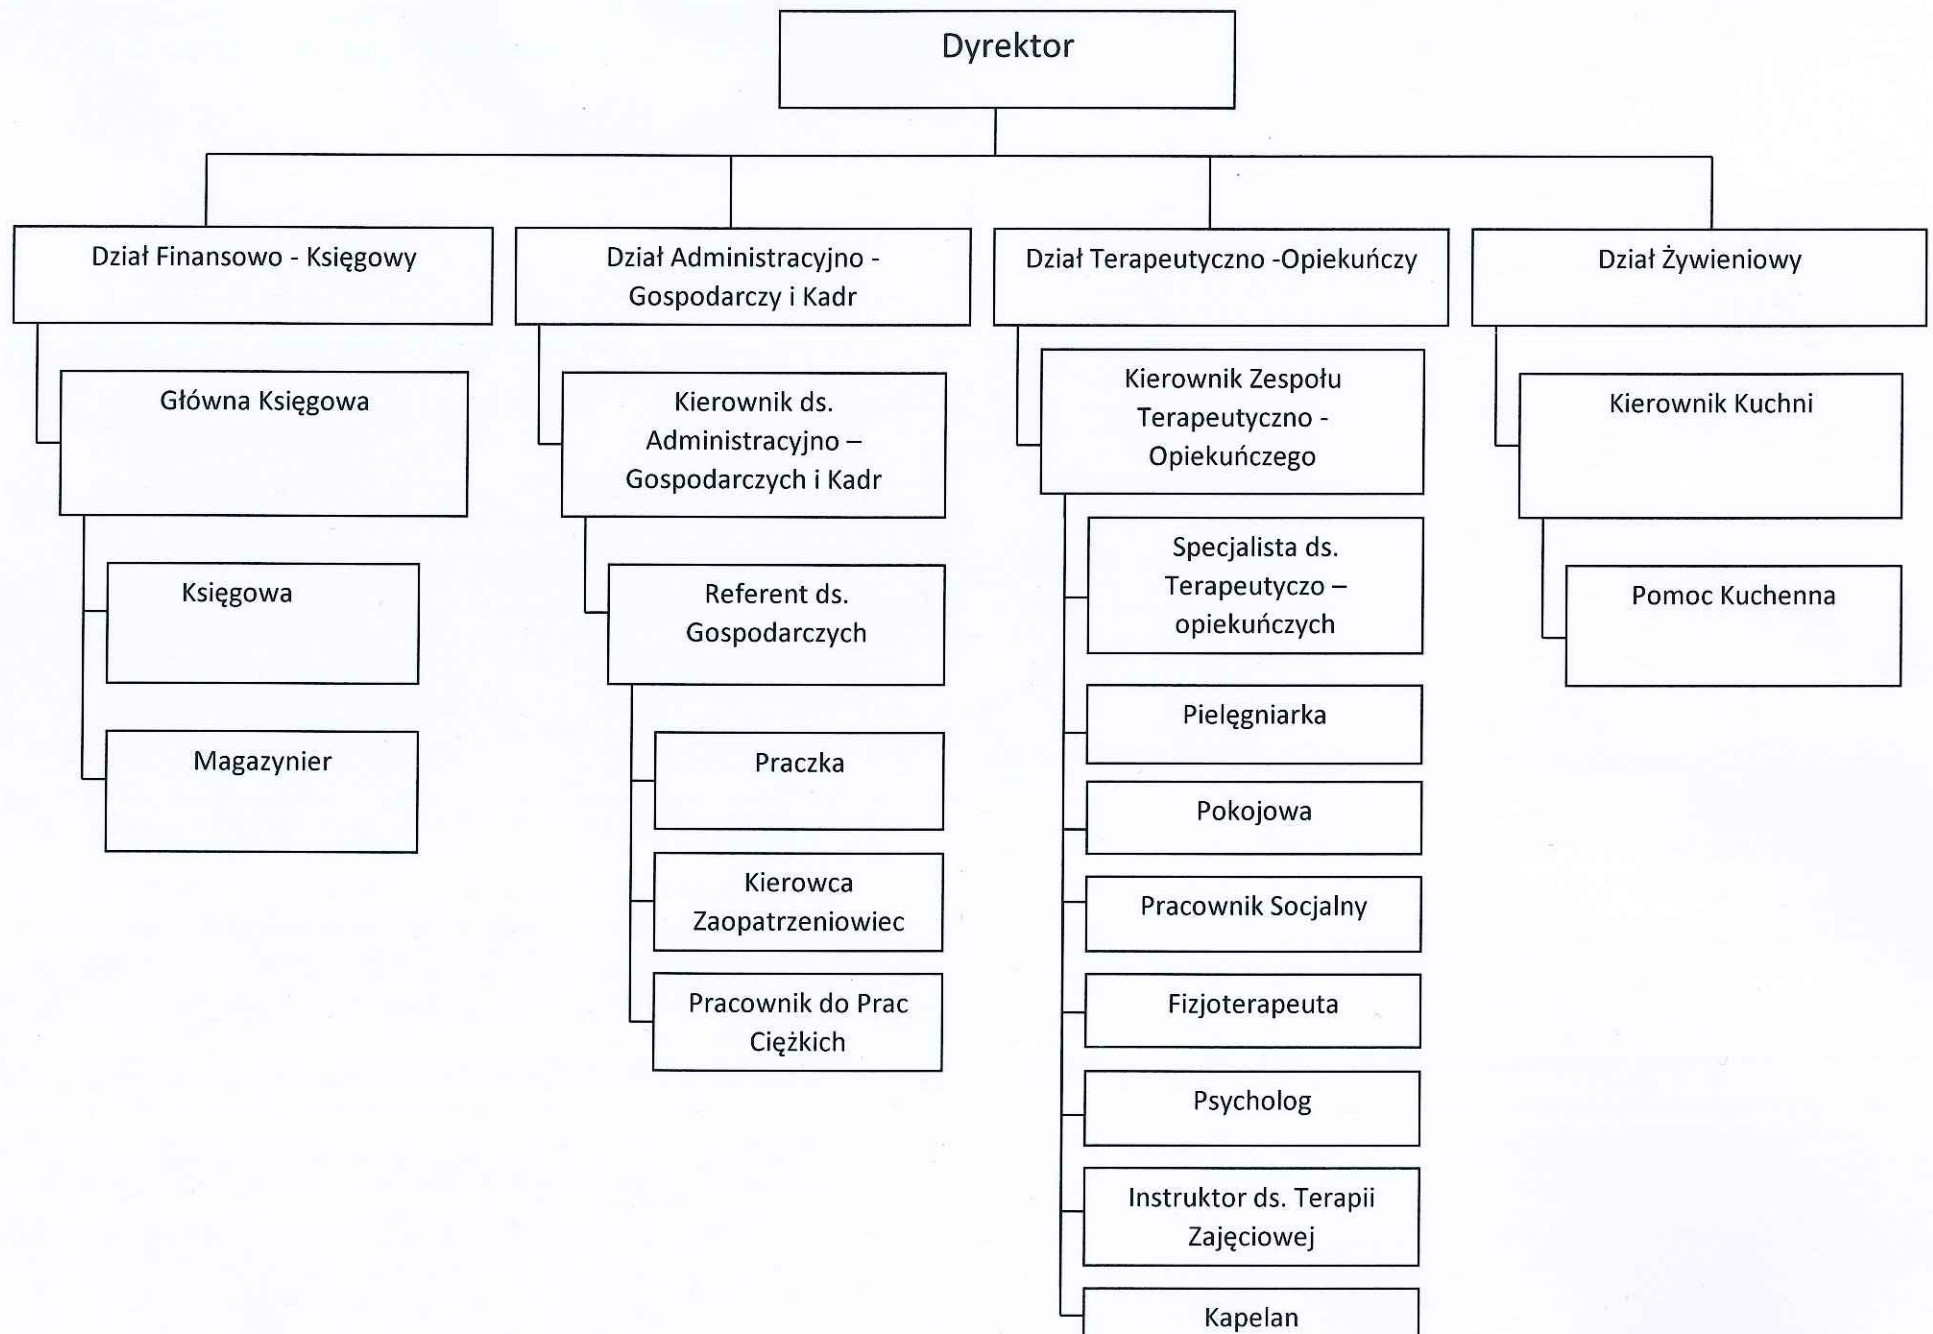 Dyrektor
Dział Finansowo - Księgowy
Główna Księgowa
Księgowa
Magazynier
Dział Administracyjno -
Gospodarczy i Kadr
Kierownik ds.
Administracyjno –
Gospodarczych i Kadr
Referent ds.
Gospodarczych
Praczka
Kierowca
Zaopatrzeniowiec
Pracownik do Prac
Ciężkich
Dział Terapeutyczno -Opiekuńczy
Kierownik Zespołu
Terapeutyczno -
Opiekuńczego
Specjalista ds.
Terapeutyczo –
opiekuńczych
Pielęgniarka
Pokojowa
Pracownik Socjalny
Fizjoterapeuta
Psycholog
Instruktor ds. Terapii
Zajęciowej
Kapelan
Dział Żywieniowy
Kierownik Kuchni
Pomoc Kuchenna